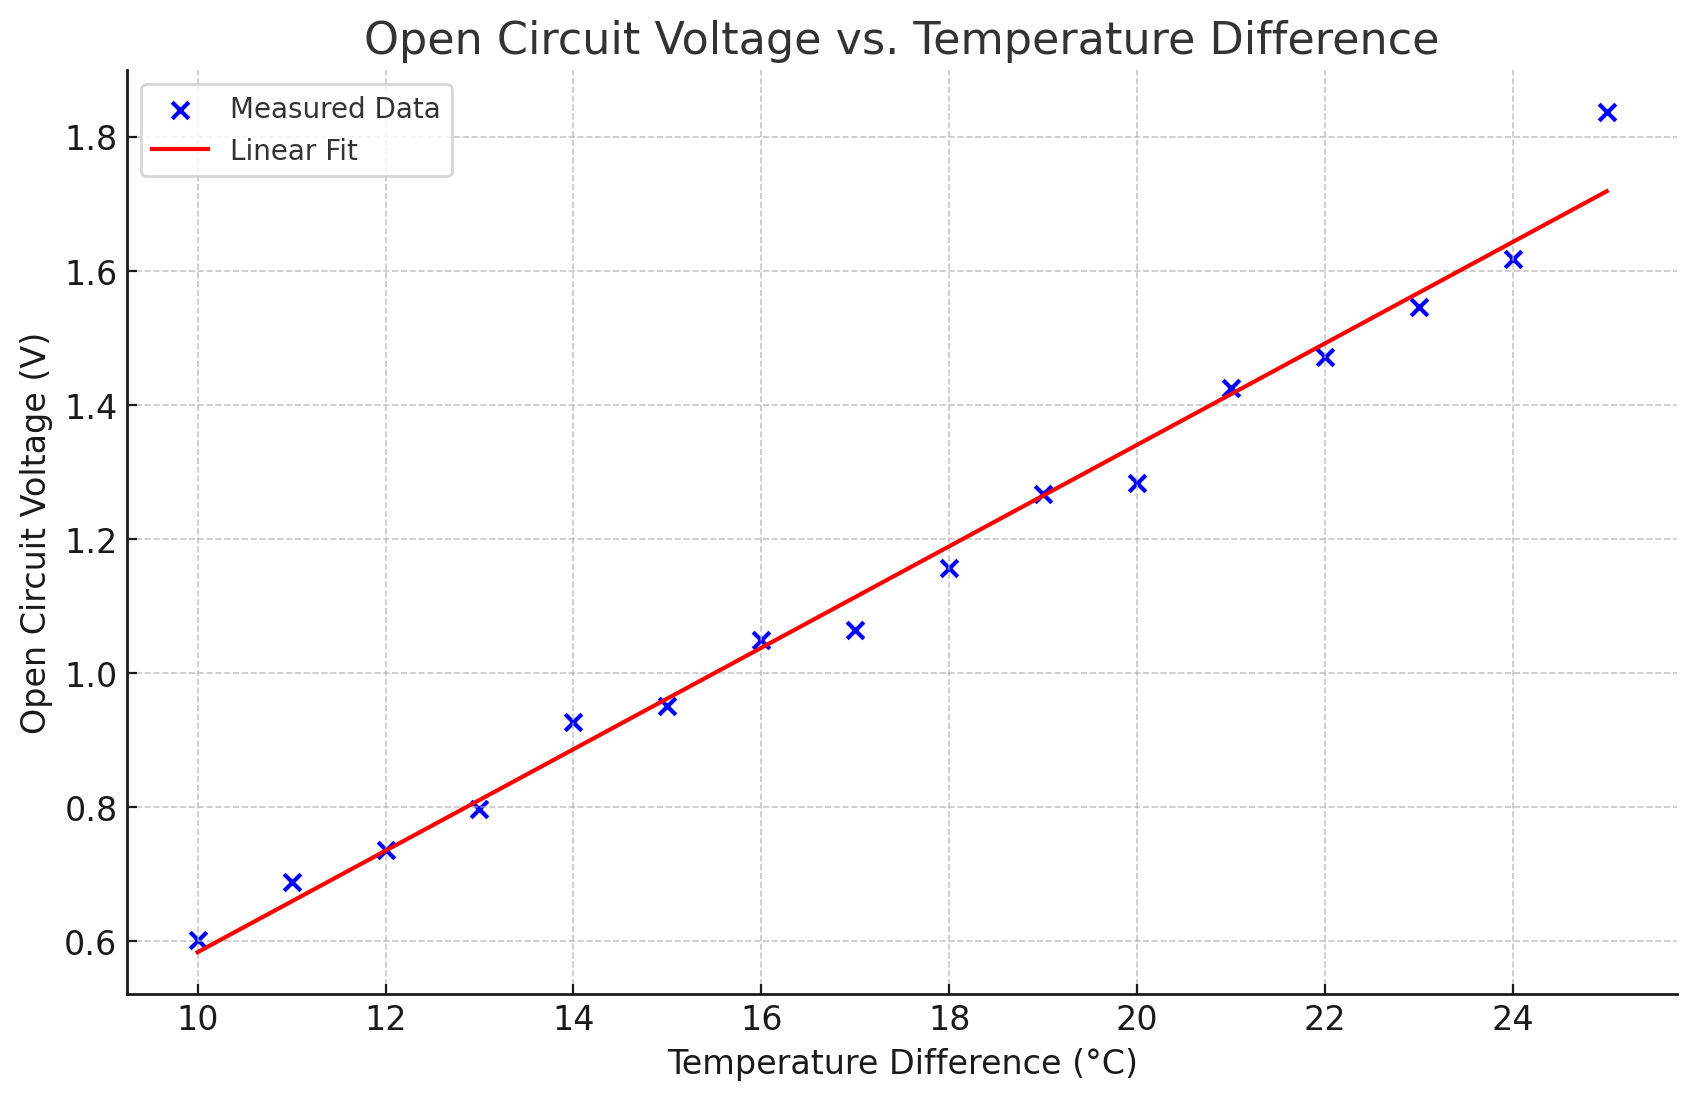 Open Circuit Voltage vs. Temperature Difference
Measured Data
Linear Fit
Open Circuit Voltage (V)
1.8
1.6
1.4
1.2
1.0
0.8
0.6
10 12 14 16 18 20 22 24
Temperature Difference (°C)